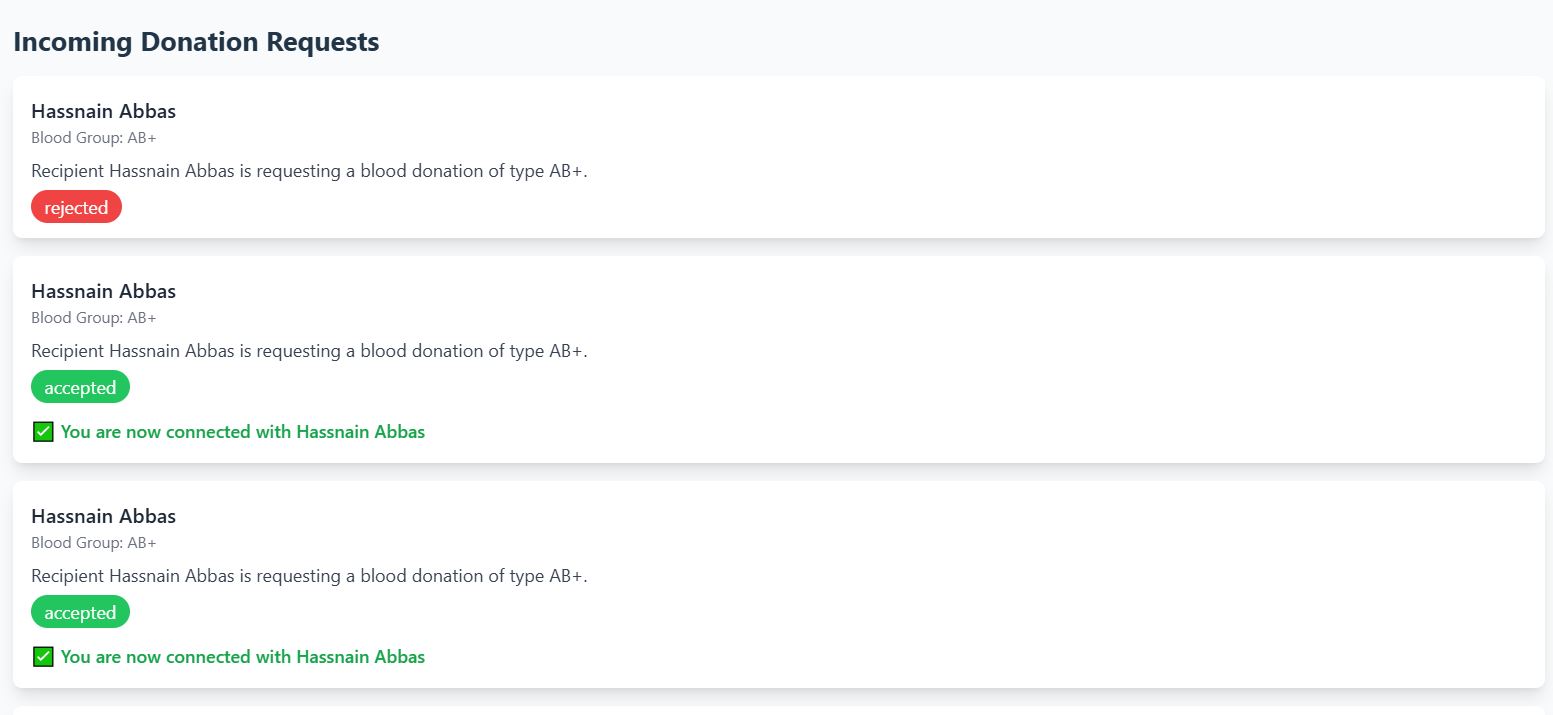 Incoming Donation Requests
Hassnain Abbas
Blood Group: AB+
Recipient Hassnain Abbas is requesting a blood donation of type AB+.
rejected
Hassnain Abbas
Blood Group: AB+
Recipient Hassnain Abbas is requesting a blood donation of type AB+.
accepted
✅ You are now connected with Hassnain Abbas
Hassnain Abbas
Blood Group: AB+
Recipient Hassnain Abbas is requesting a blood donation of type AB+.
accepted
✅ You are now connected with Hassnain Abbas